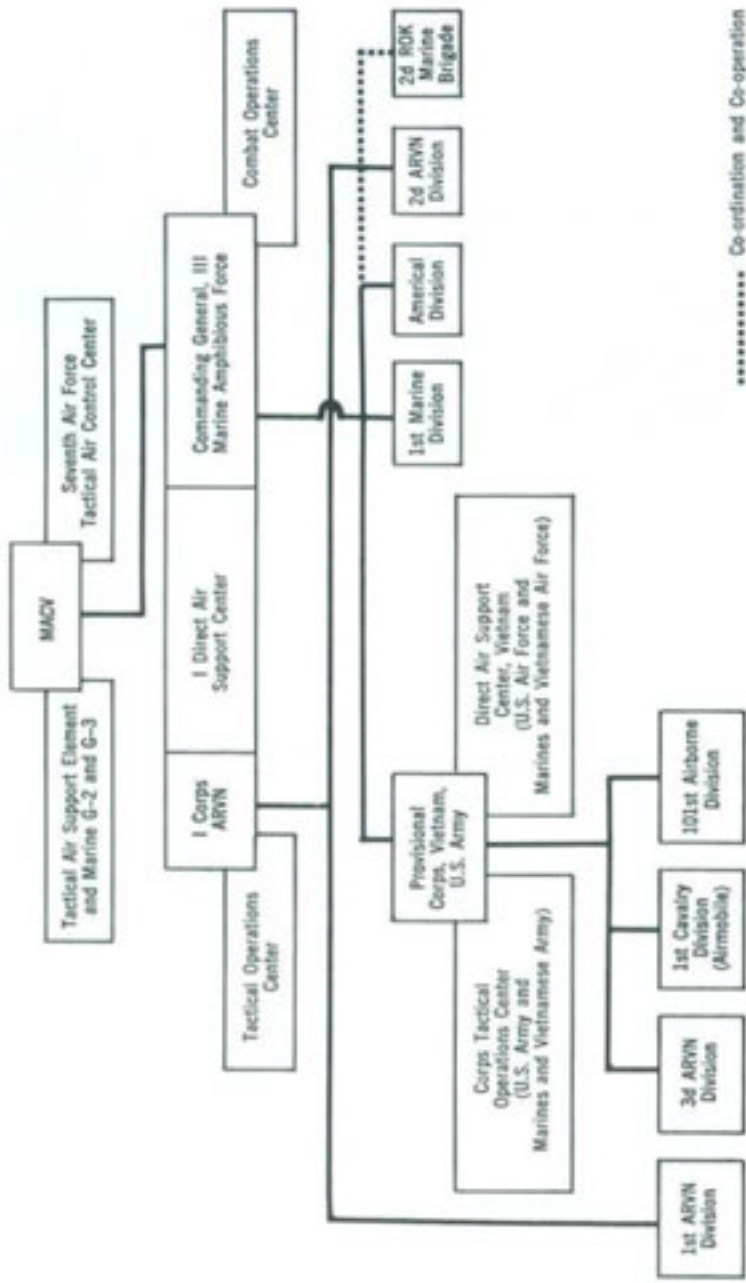 MACV
Tactical Air Support Element
and Marine G-2 and G-3
Seventh Air Force
Tactical Air Control Center
Tactical Operations
Center
I Corps
ARVN
I Direct Air
Support Center
Commanding General, III
Marine Amphibious Force
Combat Operations
Center
1st Marine
Division
Americal
Division
2d ARVN
Division
2d ROK
Marine
Brigade
Provisional
Corps, Vietnam,
U.S. Army
Corps Tactical
Operations Center
(U.S. Army and
Marines and Vietnamese Army)
Direct Air Support
Center, Vietnam
(U.S. Air Force and
Marines and Vietnamese Air Force)
1st ARVN
Division
3d ARVN
Division
1st Cavalry
Division
(Airmobile)
101st Airborne
Division
Co-ordination and Co-operation